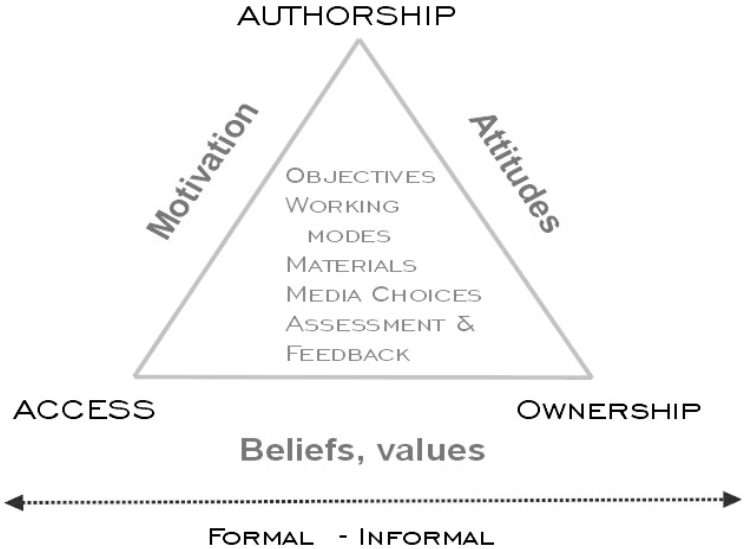 AUTHORSHIP
Motivation
Attitudes
OBJECTIVES
WORKING
MODES
MATERIALS
MEDIA CHOICES
ASSESSMENT &
FEEDBACK
ACCESS
OWNERSHIP
Beliefs, values
FORMAL - INFORMAL